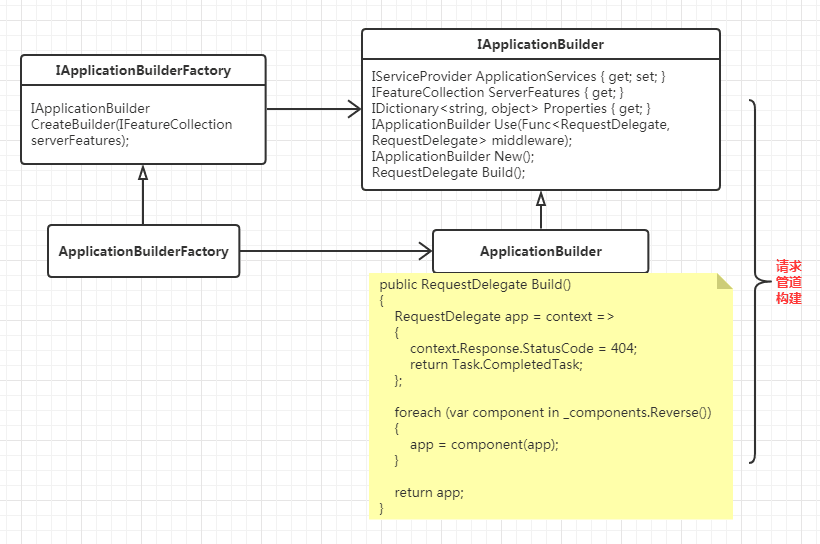 IApplicationBuilderFactory
IApplicationBuilder
CreateBuilder(IFeatureCollection
serverFeatures);
IApplicationBuilder
IServiceProvider ApplicationServices { get; set; }
IFeatureCollection ServerFeatures { get; }
IDictionary<string, object> Properties { get; }
IApplicationBuilder Use(Func<RequestDelegate,
RequestDelegate> middleware);
IApplicationBuilder New();
RequestDelegate Build();
ApplicationBuilderFactory
ApplicationBuilder
public RequestDelegate Build()
{
    RequestDelegate app = context =>
    {
        context.Response.StatusCode = 404;
        return Task.CompletedTask;
    };
    foreach (var component in _components.Reverse())
    {
        app = component(app);
    }
    return app;
}
请求
管道
构建